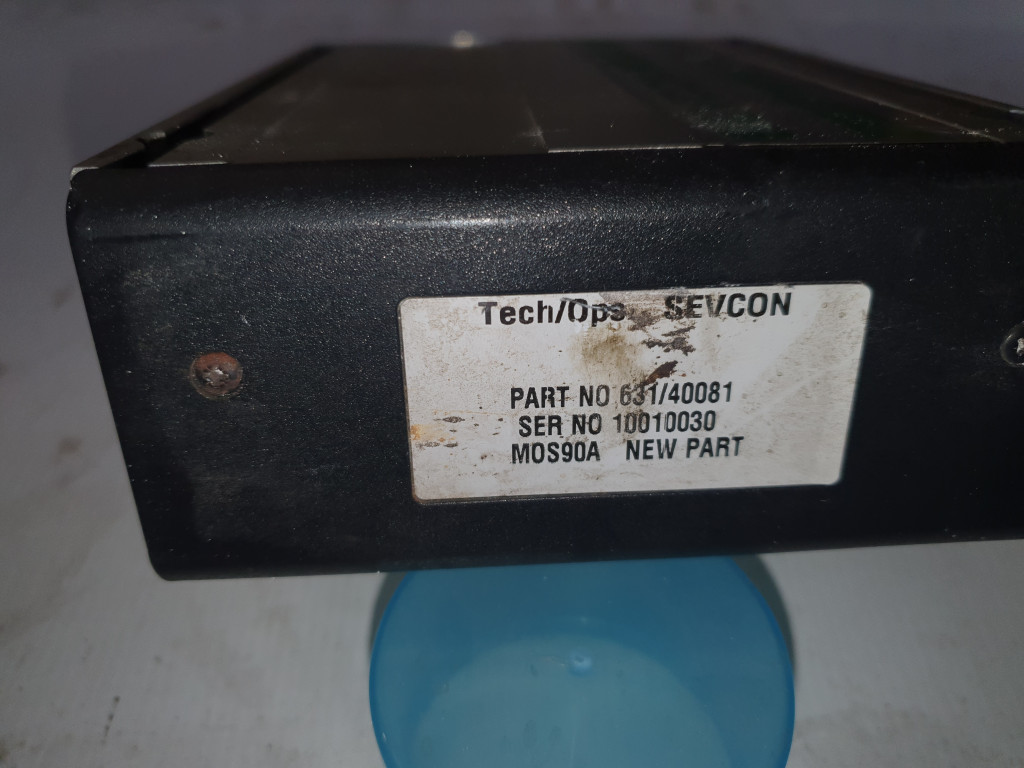 Tech/Ops SEVCON
PART NO 631/40081
SER NO 10010030
MOS90A NEW PART